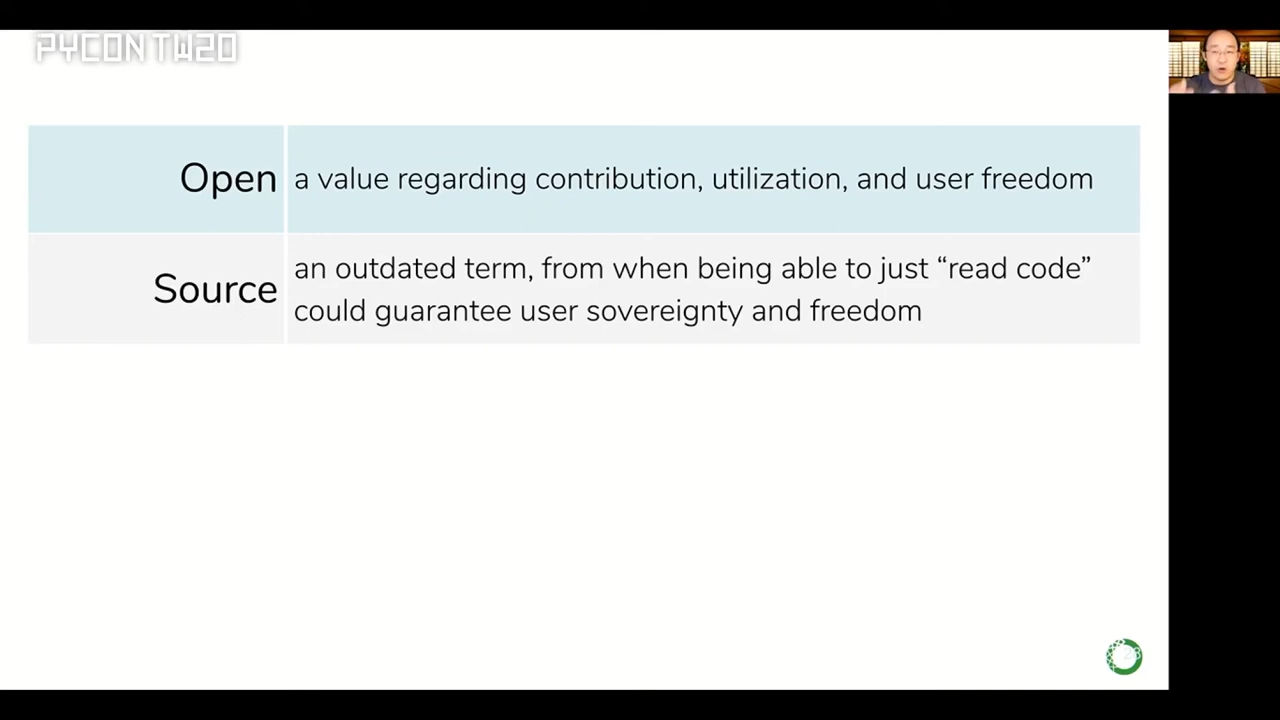 PYCON TW20
Open
a value regarding contribution, utilization, and user freedom
Source
an outdated term, from when being able to just “read code”
could guarantee user sovereignty and freedom